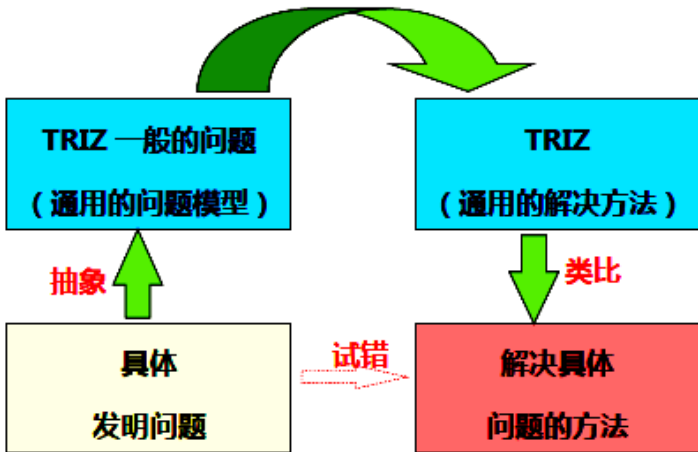 TRIZ 一般的问题
（通用的问题模型）
TRIZ
（通用的解决方法）
抽象
类比
具体
发明问题
试错
解决具体
问题的方法